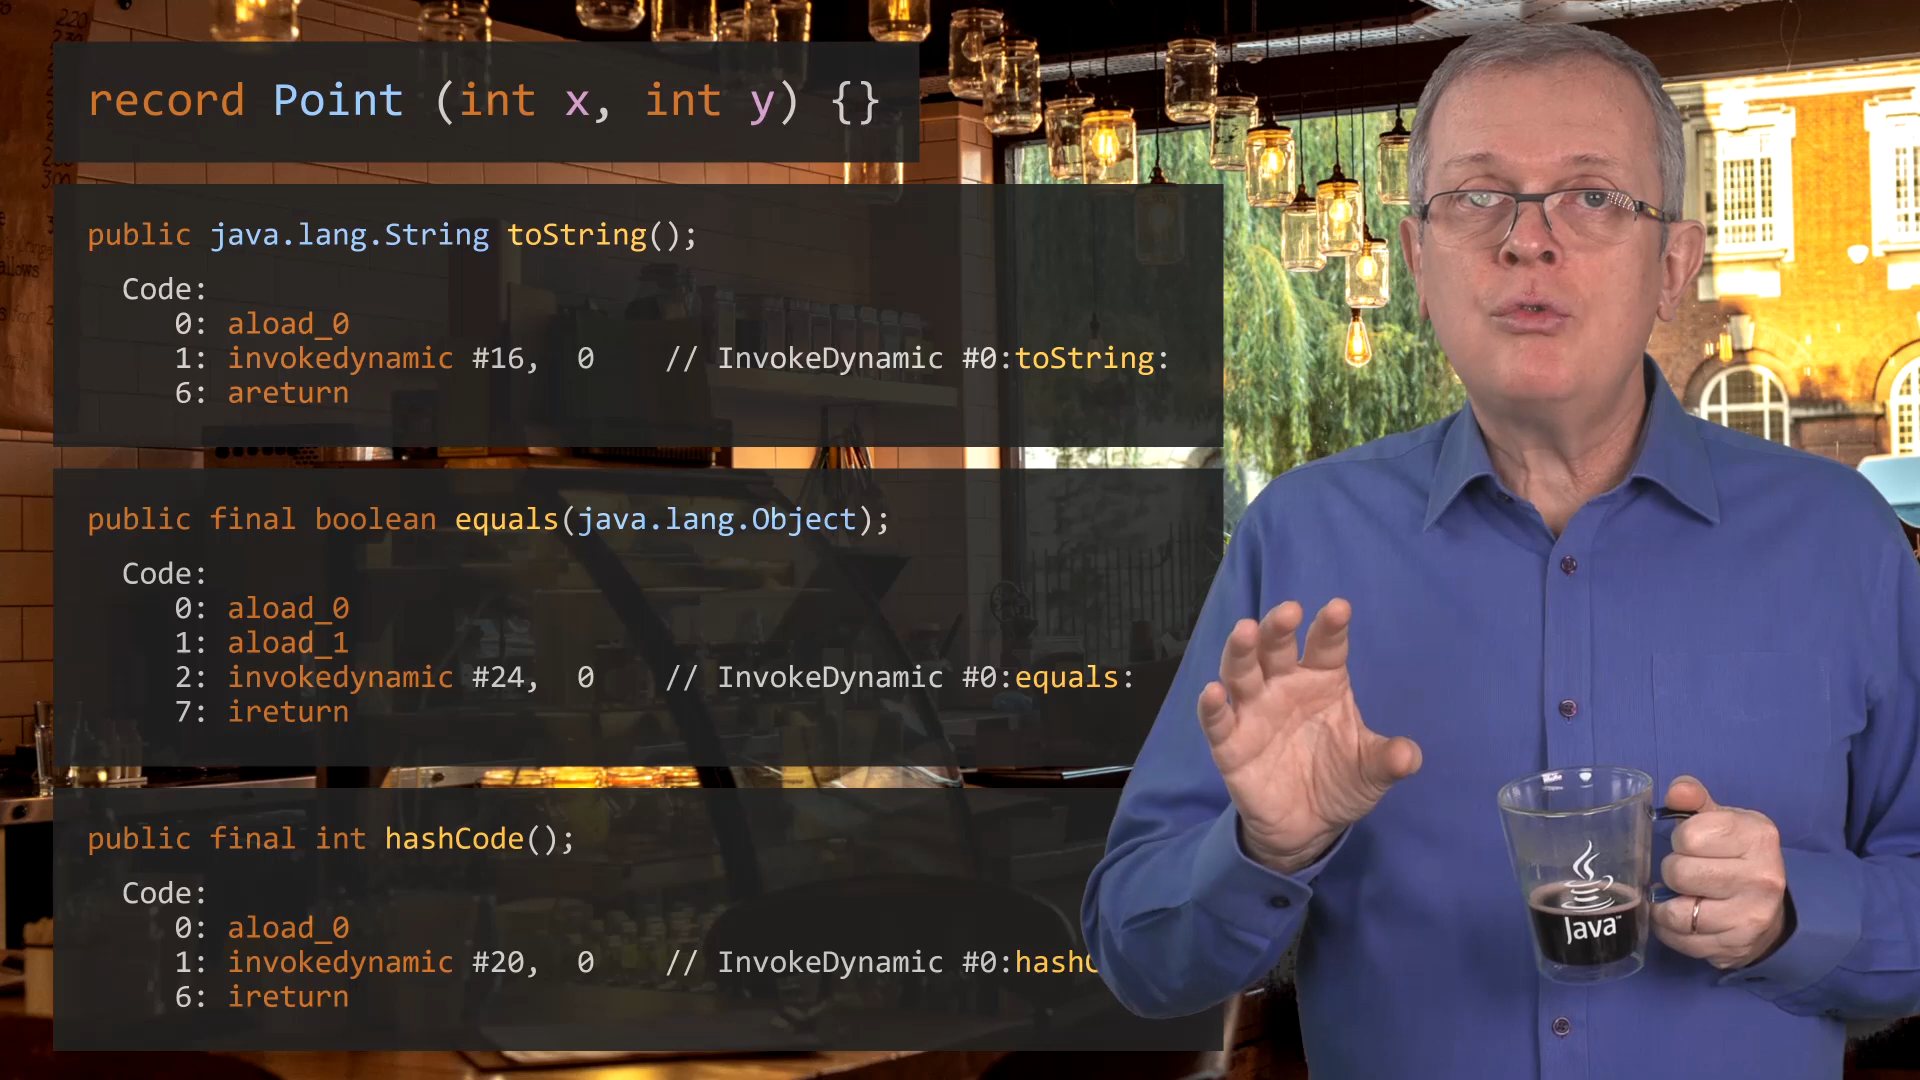 record Point (int x, int y) {}
public java.lang.String toString();
Code:
0: aload_0
1: invokedynamic #16, 0 // InvokeDynamic #0:toString:
6: areturn
public final boolean equals(java.lang.Object);
Code:
0: aload_0
1: aload_1
2: invokedynamic #24, 0 // InvokeDynamic #0:equals:
7: ireturn
public final int hashCode();
Code:
0: aload_0
1: invokedynamic #20, 0 // InvokeDynamic #0:hashC
6: ireturn
Java™